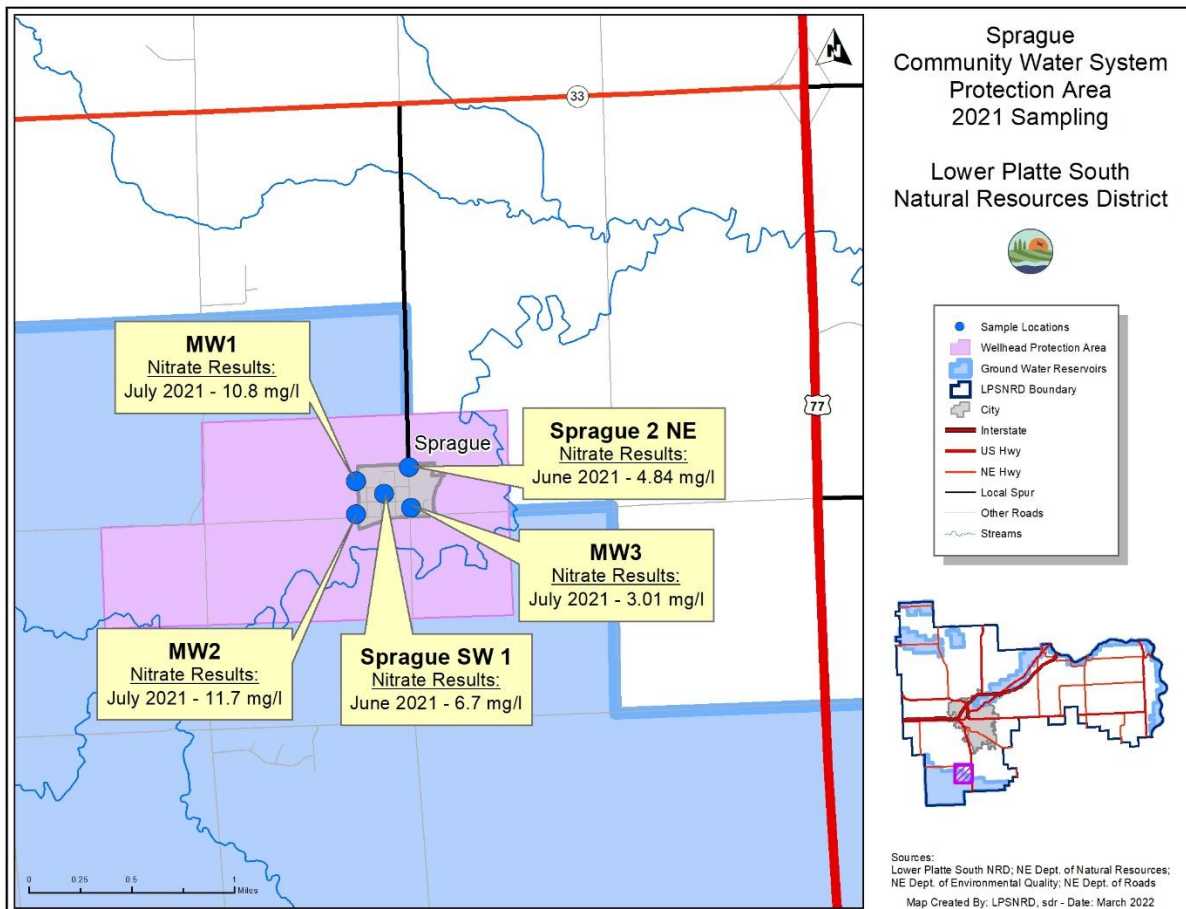 Sprague
Community Water System
Protection Area
2021 Sampling
Lower Platte South
Natural Resources District
N
33
77
MW1
Nitrate Results:
July 2021 - 10.8 mg/l
Sprague
Sprague 2 NE
Nitrate Results:
June 2021 - 4.84 mg/l
MW3
Nitrate Results:
July 2021 - 3.01 mg/l
MW2
Nitrate Results:
July 2021 - 11.7 mg/l
Sprague SW 1
Nitrate Results:
June 2021 - 6.7 mg/l
0 0.25 0.5 1
Miles
Sample Locations
Wellhead Protection Area
Ground Water Reservoirs
LPSNRD Boundary
City
Interstate
US Hwy
NE Hwy
Local Spur
Other Roads
Streams
Sources:
Lower Platte South NRD; NE Dept. of Natural Resources;
NE Dept. of Environmental Quality; NE Dept. of Roads
Map Created By: LPSNRD, sdr - Date: March 2022